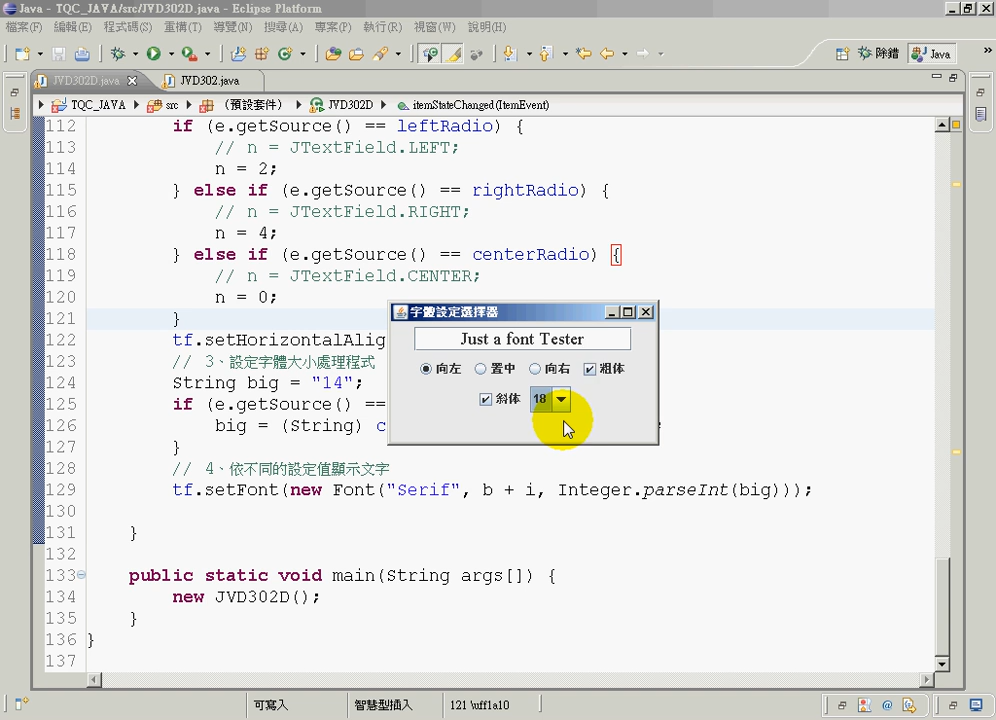 Java - TQC_JAVA/src/JVD302D.java - Eclipse Platform
檔案(F) 編輯(E) 程式碼(S) 重構(T) 導覽(N) 搜尋(A) 專案(P) 執行(R) 視窗(W) 說明(H)
除錯 Java
JVD302D.java JVD302.java
TQC_JAVA src (預設套件) JVD302D itemStateChanged(ItemEvent)
112 if (e.getSource() == leftRadio) {
113 // n = JTextField.LEFT;
114 n = 2;
115 } else if (e.getSource() == rightRadio) {
116 // n = JTextField.RIGHT;
117 n = 4;
118 } else if (e.getSource() == centerRadio) {
119 // n = JTextField.CENTER;
120 n = 0;
121 }
122 tf.setHorizontalAlig
123 // 3、設定字體大小處理程式
124 String big = "14";
125 if (e.getSource() ==
126 big = (String) c
127 }
128 // 4、依不同的設定值顯示文字
129 tf.setFont(new Font("Serif", b + i, Integer.parseInt(big)));
130
131 }
132
133 public static void main(String args[]) {
134 new JVD302D();
135 }
136 }
137
字體設定選擇器
Just a font Tester
向左 置中 向右 粗体
斜体 18
可寫入 智慧型插入 121 \uff1a10